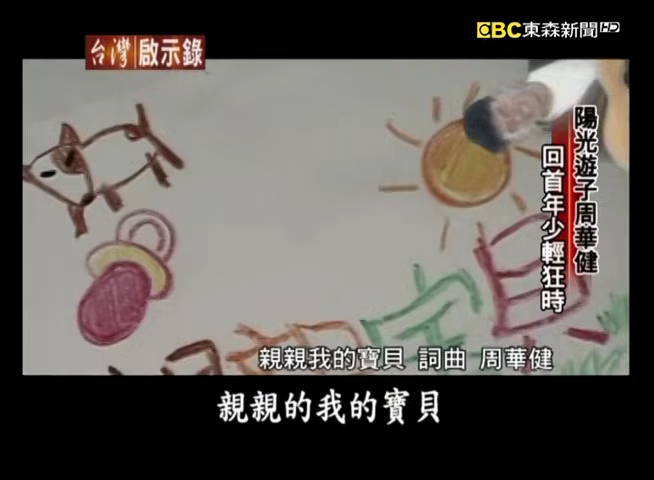 台灣啟示錄
EBC東森新聞HD
陽光遊子周華健
回首年少輕狂時
親親我的寶貝 詞曲 周華健
親親的我的寶貝